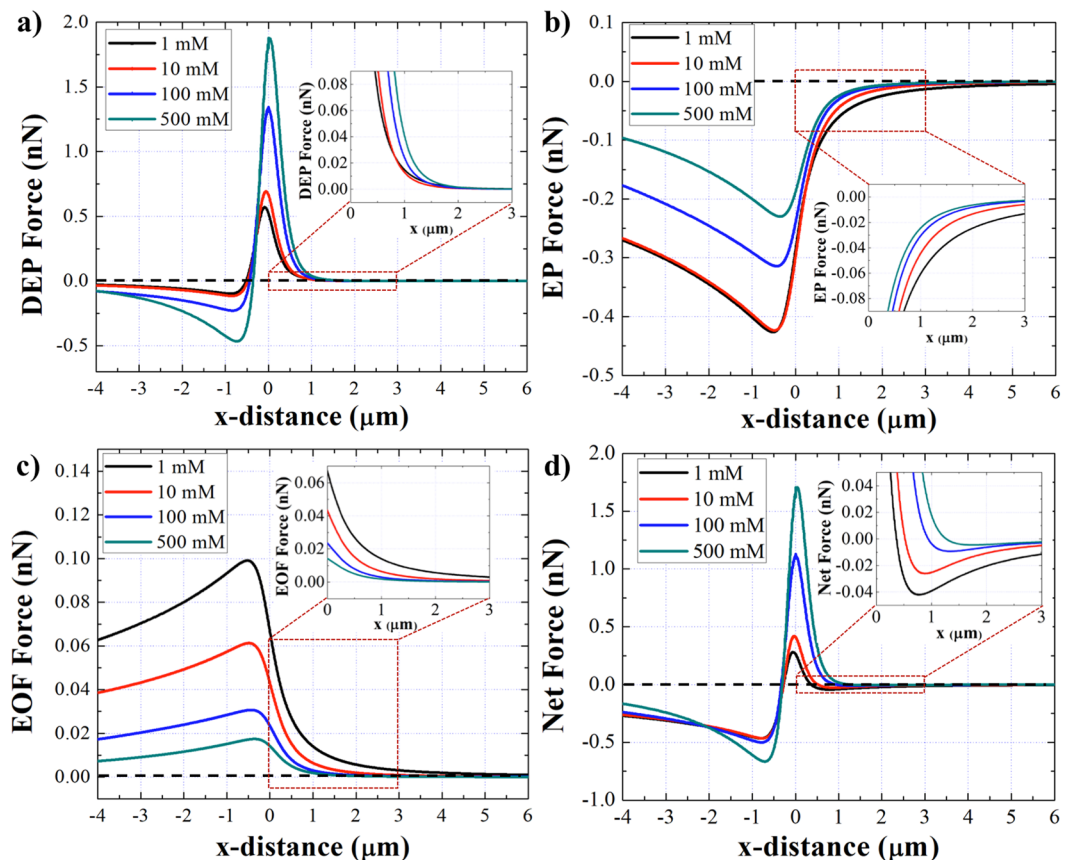 a)
2.0
1.5
1.0
0.5
0.0
-0.5
DEP Force (nN)
1 mM
10 mM
100 mM
500 mM
0.08
0.06
0.04
0.02
0.00
DEP Force (nN)
0 1 2 3
x (μm)
-4 -3 -2 -1 0 1 2 3 4 5 6
x-distance (μm)
b)
0.1
0.0
-0.1
-0.2
-0.3
-0.4
-0.5
EP Force (nN)
1 mM
10 mM
100 mM
500 mM
0.00
-0.02
-0.04
-0.06
-0.08
EP Force (nN)
0 1 2 3
x (μm)
-4 -3 -2 -1 0 1 2 3 4 5 6
x-distance (μm)
c)
0.14
0.12
0.10
0.08
0.06
0.04
0.02
0.00
EOF Force (nN)
1 mM
10 mM
100 mM
500 mM
0.06
0.04
0.02
0.00
EOF Force (nN)
0 1 2 3
x (μm)
-4 -3 -2 -1 0 1 2 3 4 5 6
x-distance (μm)
d)
2.0
1.5
1.0
0.5
0.0
-0.5
-1.0
Net Force (nN)
1 mM
10 mM
100 mM
500 mM
0.04
0.02
0.00
-0.02
-0.04
Net Force (nN)
0 1 2 3
x (μm)
-4 -3 -2 -1 0 1 2 3 4 5 6
x-distance (μm)